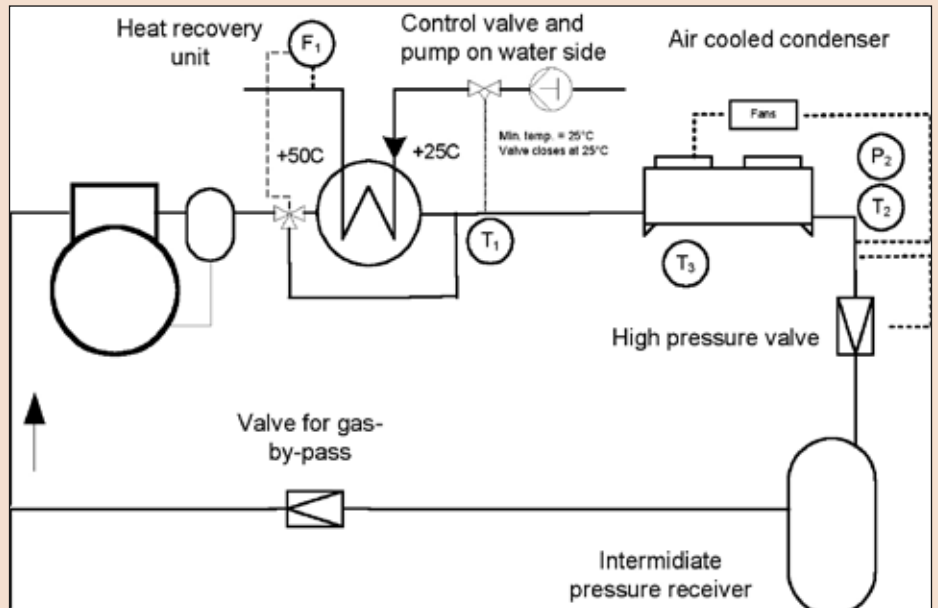 Heat recovery
unit
F1
Control valve and
pump on water side
Air cooled condenser
Fans
Min. temp. = 25°C
Valve closes at 25°C
+50C
+25C
P2
T2
T1
T3
High pressure valve
Valve for gas-
by-pass
Intermidiate
pressure receiver